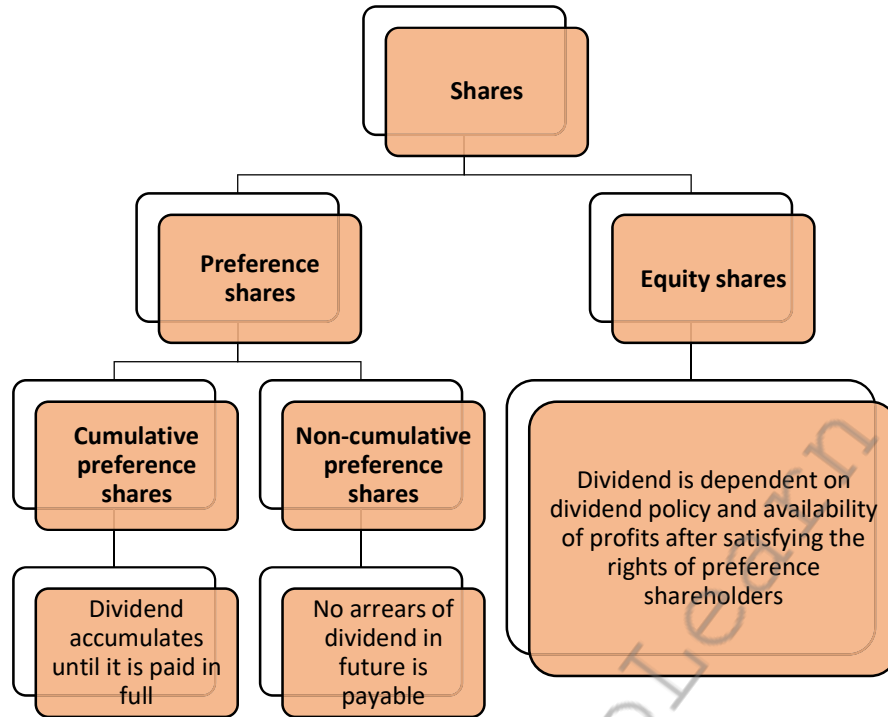 Shares
Preference
shares
Equity shares
Cumulative
preference
shares
Non-cumulative
preference
shares
Dividend is dependent on
dividend policy and availability
of profits after satisfying the
rights of preference
shareholders
Dividend
accumulates
until it is paid in
full
No arrears of
dividend in
future is
payable